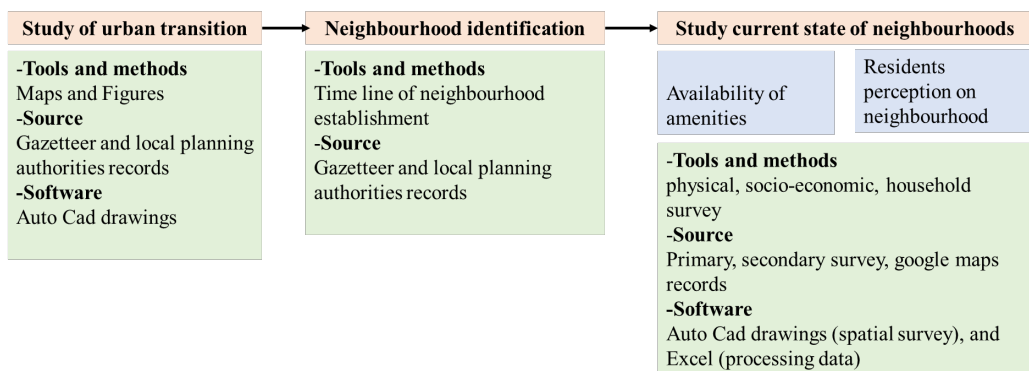 Study of urban transition
Neighbourhood identification
Study current state of neighbourhoods
-Tools and methods
Maps and Figures
-Source
Gazetteer and local planning
authorities records
-Software
Auto Cad drawings
-Tools and methods
Time line of neighbourhood
establishment
-Source
Gazetteer and local planning
authorities records
Availability of
amenities
Residents
perception on
neighbourhood
-Tools and methods
physical, socio-economic, household
survey
-Source
Primary, secondary survey, google maps
records
-Software
Auto Cad drawings (spatial survey), and
Excel (processing data)